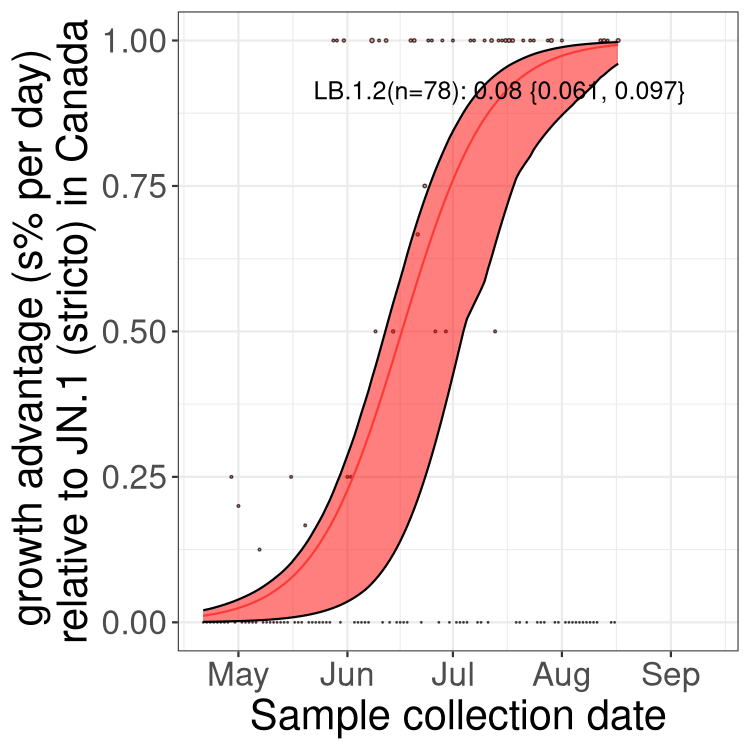 growth advantage (s% per day)
relative to JN.1 (stricto) in Canada
1.00
0.75
0.50
0.25
0.00
LB.1.2(n=78): 0.08 {0.061, 0.097}
May Jun Jul Aug Sep
Sample collection date